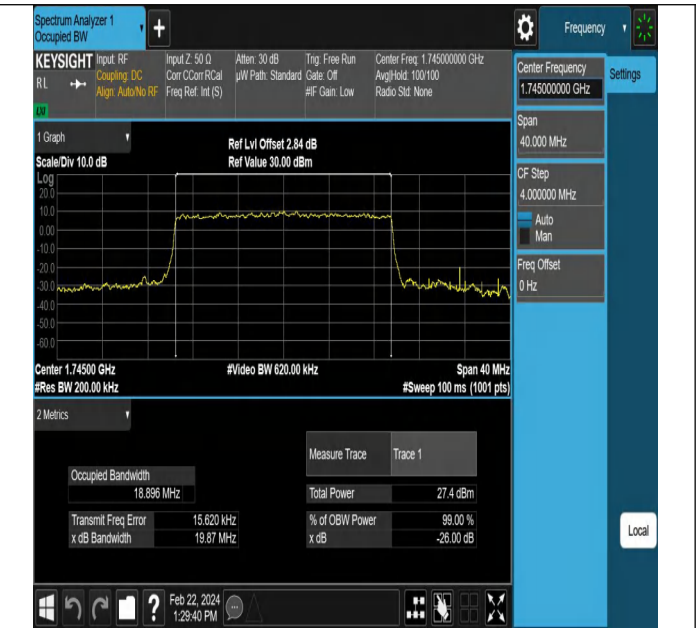 Spectrum Analyzer 1
Occupied BW
+
Frequency
KEYSIGHT
Input: RF
Coupling: DC
Align: Auto/No RF
Input Z: 50 Ω
Corr CCorr RCal
Freq Ref: Int (S)
Atten: 30 dB
µW Path: Standard
Trig: Free Run
Gate: Off
#IF Gain: Low
Center Freq: 1.745000000 GHz
Avg|Hold: 100/100
Radio Std: None
RL
LXI
Center Frequency
1.745000000 GHz
Settings
Span
40.000 MHz
CF Step
4.000000 MHz
Auto
Man
Freq Offset
0 Hz
1 Graph
Scale/Div 10.0 dB
Ref Lvl Offset 2.84 dB
Ref Value 30.00 dBm
Log
20.0
10.0
0.00
-10.0
-20.0
-30.0
-40.0
-50.0
-60.0
Center 1.74500 GHz
#Video BW 620.00 kHz
Span 40 MHz
#Res BW 200.00 kHz
#Sweep 100 ms (1001 pts)
2 Metrics
Measure Trace Trace 1
Occupied Bandwidth
18.896 MHz
Total Power 27.4 dBm
Transmit Freq Error 15.620 kHz
% of OBW Power 99.00 %
x dB Bandwidth 19.87 MHz
x dB -26.00 dB
Local
?
Feb 22, 2024
1:29:40 PM